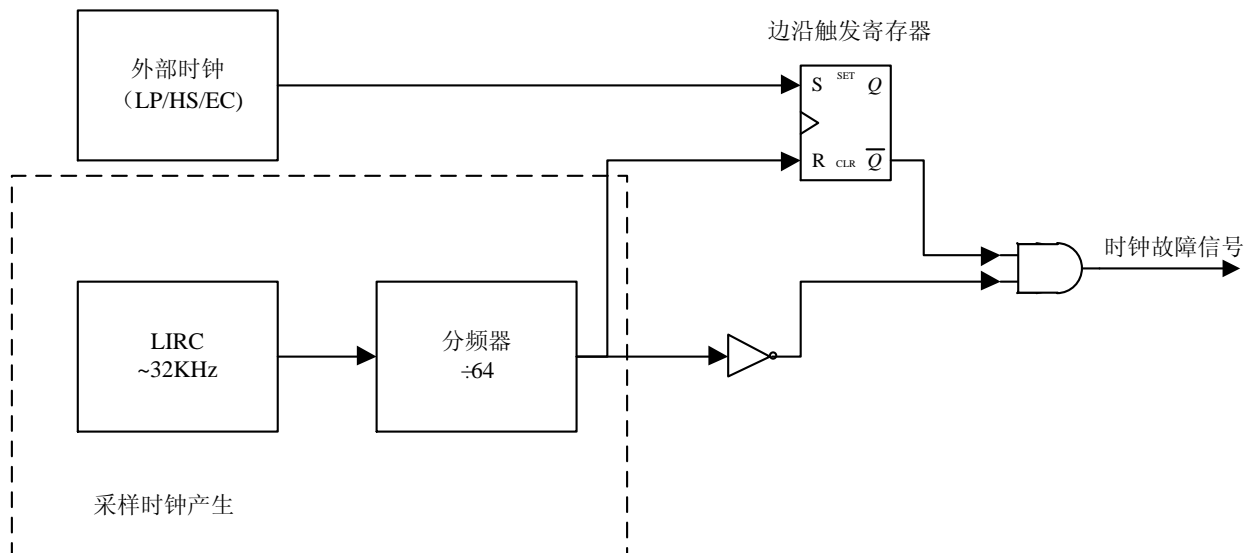 边沿触发寄存器
外部时钟
（LP/HS/EC)
S SET Q
R CLR Q̅
时钟故障信号
LIRC
~32KHz
分频器
÷64
采样时钟产生